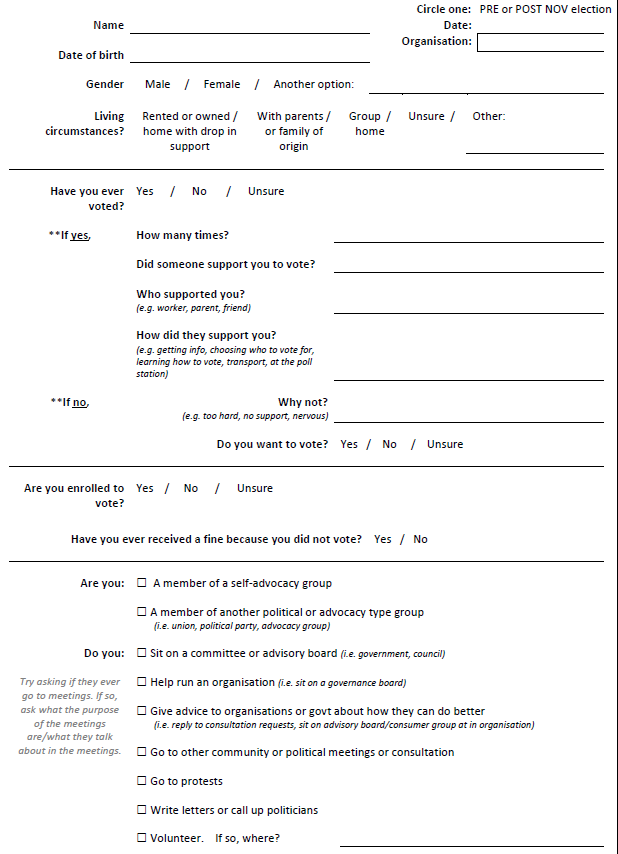 Circle one: PRE or POST NOV election
Name Date:
Organisation:
Date of birth
Gender Male / Female / Another option:
Living Rented or owned / With parents / Group / Unsure / Other:
circumstances? home with drop in or family of home
support origin
Have you ever Yes / No / Unsure
voted?
**If yes, How many times?
Did someone support you to vote?
Who supported you?
(e.g. worker, parent, friend)
How did they support you?
(e.g. getting info, choosing who to vote for,
learning how to vote, transport, at the poll
station)
**If no, Why not?
(e.g. too hard, no support, nervous)
Do you want to vote? Yes / No / Unsure
Are you enrolled to Yes / No / Unsure
vote?
Have you ever received a fine because you did not vote? Yes / No
Are you: ☐ A member of a self-advocacy group
☐ A member of another political or advocacy type group
(i.e. union, political party, advocacy group)
Do you: ☐ Sit on a committee or advisory board (i.e. government, council)
Try asking if they ever
go to meetings. If so,
ask what the purpose
of the meetings
are/what they talk
about in the meetings.
☐ Help run an organisation (i.e. sit on a governance board)
☐ Give advice to organisations or govt about how they can do better
(i.e. reply to consultation requests, sit on advisory board/consumer group at in organisation)
☐ Go to other community or political meetings or consultation
☐ Go to protests
☐ Write letters or call up politicians
☐ Volunteer. If so, where?